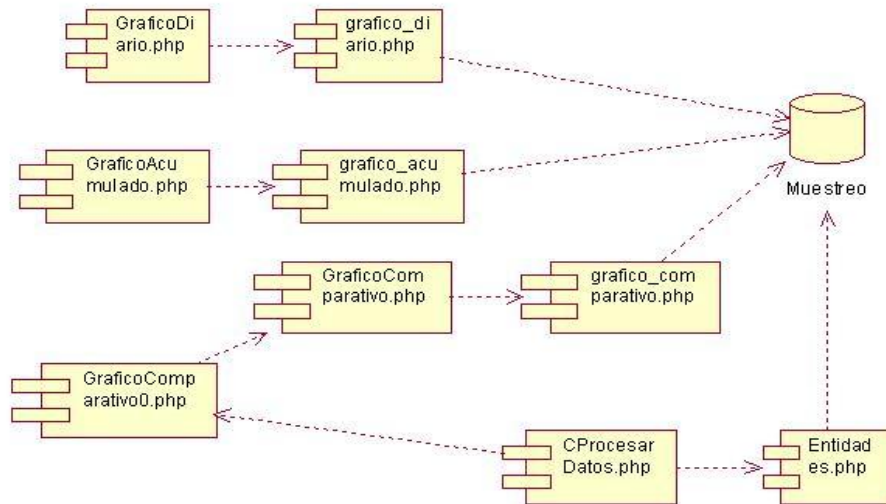 GraficoDi
ario.php
grafico_di
ario.php
GraficoAcu
mulado.php
grafico_acu
mulado.php
Muestreo
GraficoCom
parativo.php
grafico_com
parativo.php
GraficoComp
arativo0.php
CProcesar
Datos.php
Entidad
es.php